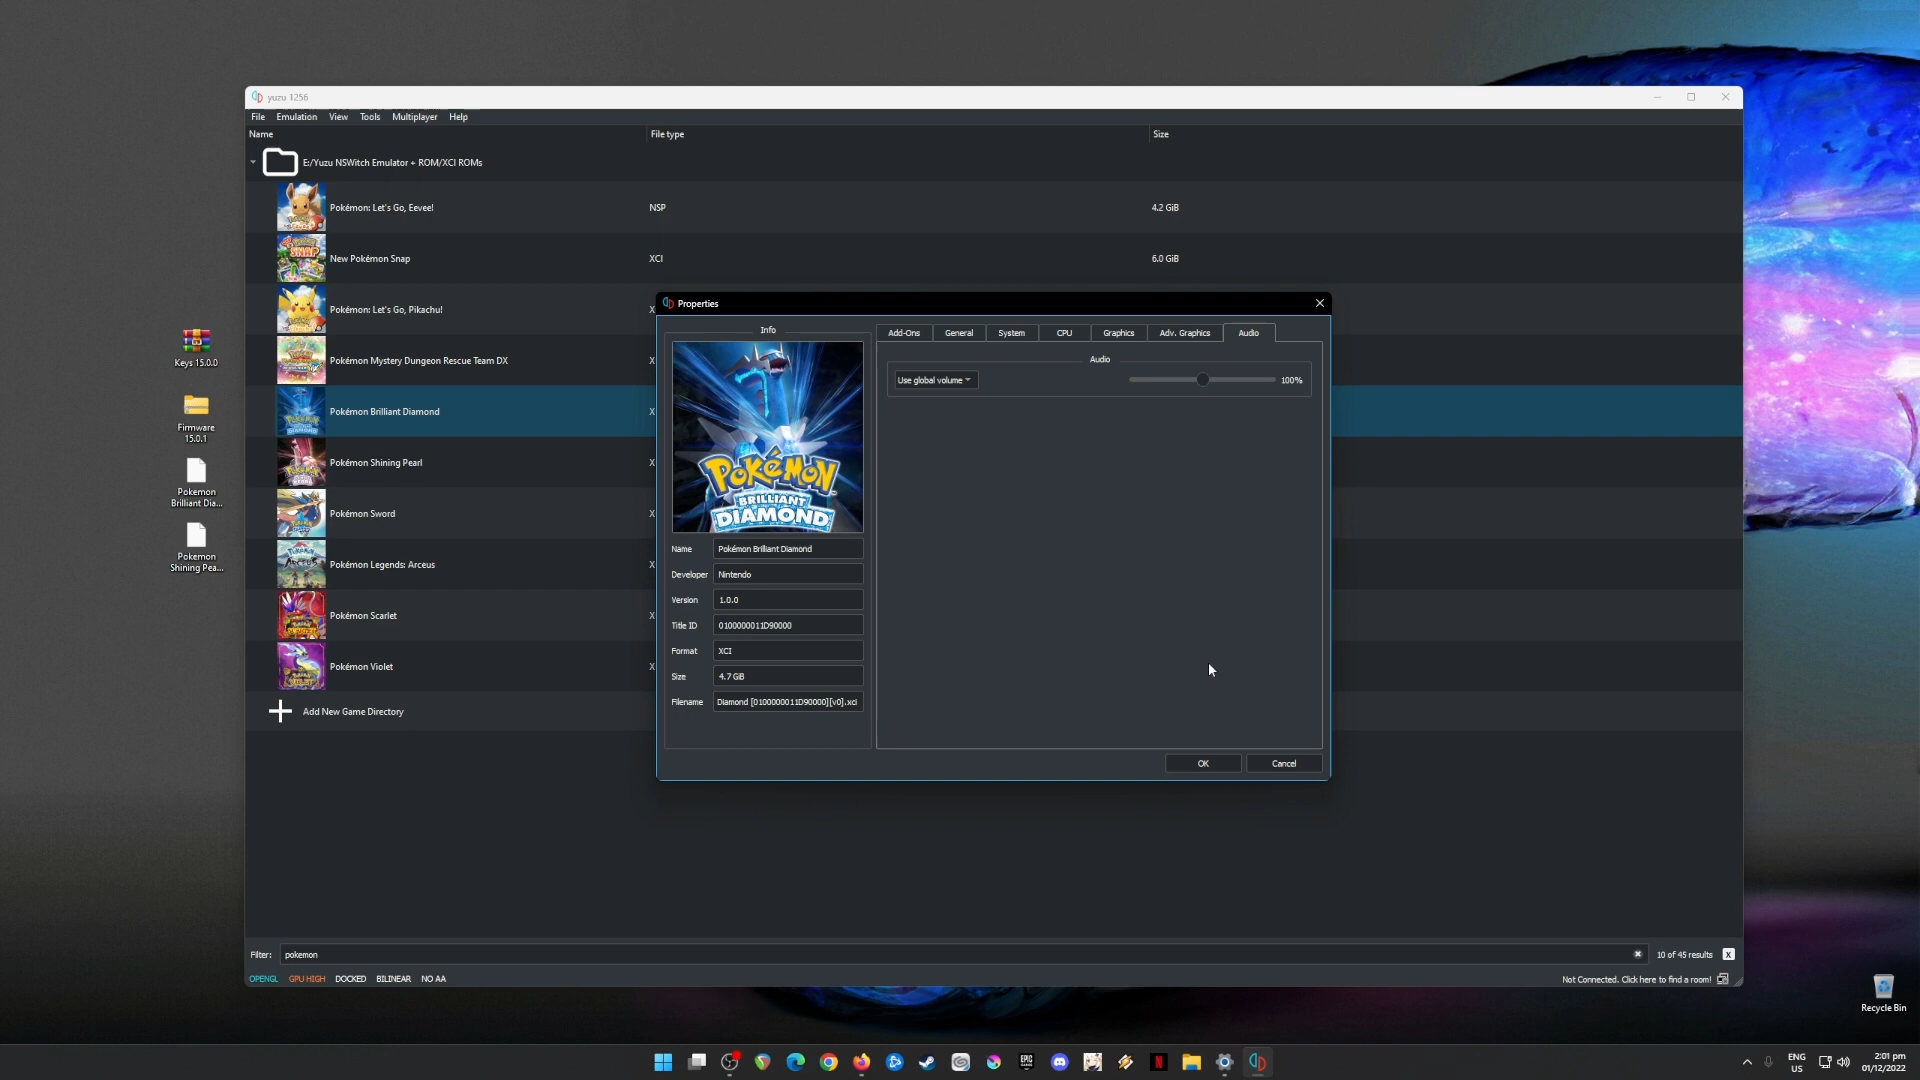 yuzu 1256
File Emulation View Tools Multiplayer Help
Name File type Size
E:/Yuzu NSWitch Emulator + ROM/XCI ROMs
Pokémon: Let's Go, Eevee! NSP 4.2 GiB
New Pokémon Snap XCI 6.0 GiB
Pokémon: Let's Go, Pikachu! X
Pokémon Mystery Dungeon Rescue Team DX X
Pokémon Brilliant Diamond X
Pokémon Shining Pearl X
Pokémon Sword X
Pokémon Legends: Arceus X
Pokémon Scarlet X
Pokémon Violet X
Add New Game Directory
Keys 15.0.0
Firmware
15.0.1
Pokemon
Brilliant Dia...
Pokemon
Shining Pea...
Properties
Info
POKÉMON
BRILLIANT
DIAMOND
Name Pokémon Brilliant Diamond
Developer Nintendo
Version 1.0.0
Title ID 0100000011D90000
Format XCI
Size 4.7 GiB
Filename Diamond [0100000011D90000][v0].xci
Add-Ons General System CPU Graphics Adv. Graphics Audio
Audio
Use global volume 100%
OK Cancel
Filter: pokemon 10 of 45 results X
OPENGL GPU HIGH DOCKED BILINEAR NO AA Not Connected. Click here to find a room!
Recycle Bin
ENG
US
2:01 pm
01/12/2022